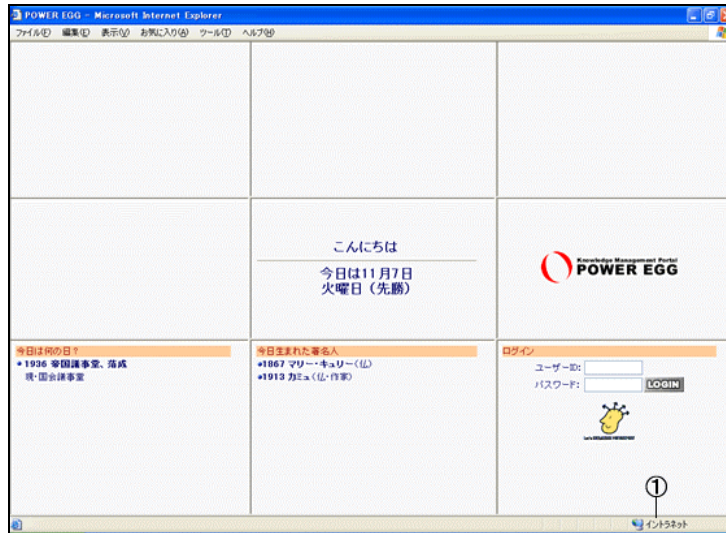 POWER EGG - Microsoft Internet Explorer
ファイル(F) 編集(E) 表示(V) お気に入り(A) ツール(T) ヘルプ(H)
こんにちは
今日は11月7日
火曜日（先勝）
Knowledge Management Portal
POWER EGG
今日は何の日？
●1936 帝国議事堂、落成
現・国会議事堂
今日生まれた著名人
●1867 マリー・キュリー（仏）
●1913 カミュ（仏・作家）
ログイン
ユーザーID:
パスワード: LOGIN
①
イントラネット